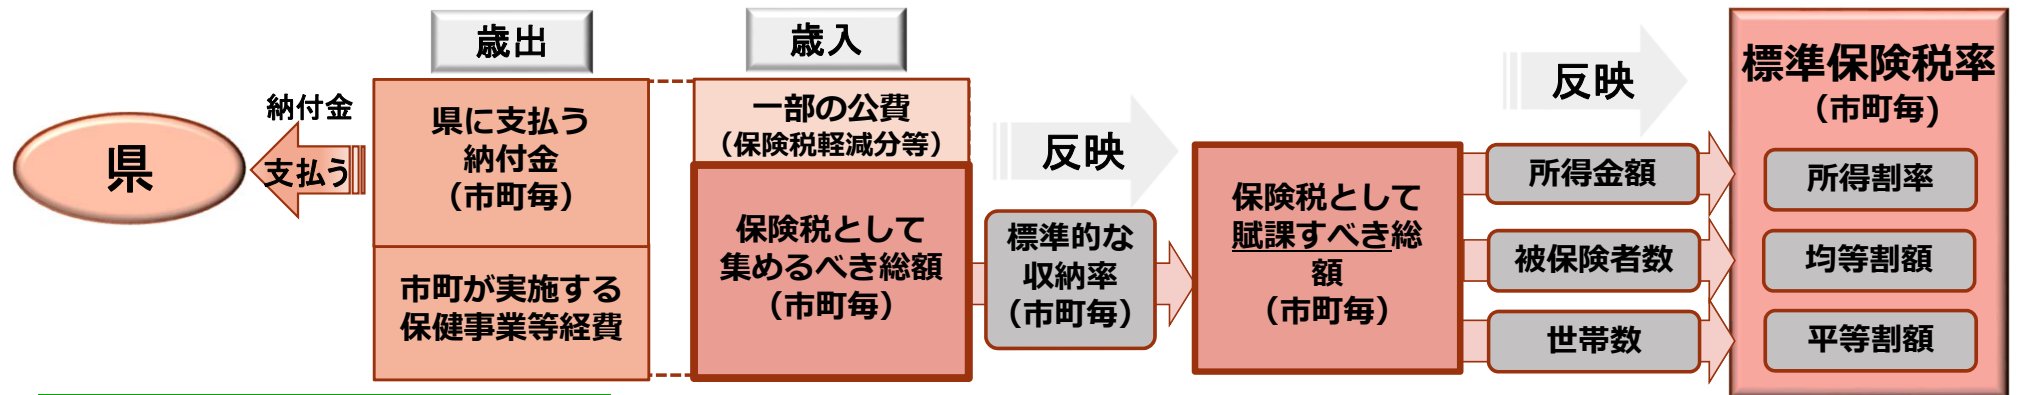 県
納付金
支払う
歳出
県に支払う
納付金
（市町毎）
市町が実施する
保健事業等経費
歳入
一部の公費
（保険税軽減分等）
保険税として
集めるべき総額
（市町毎）
反映
標準的な
収納率
（市町毎）
保険税として
賦課すべき総
額
（市町毎）
反映
所得金額
被保険者数
世帯数
標準保険税率
（市町毎）
所得割率
均等割額
平等割額